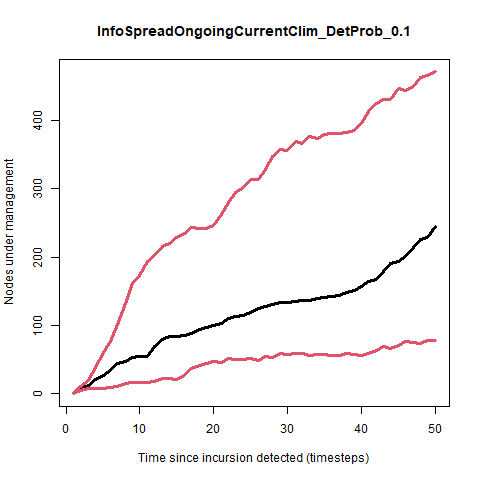 InfoSpreadOngoingCurrentClim_DetProb_0.1
Nodes under management
400
300
200
100
0
0 10 20 30 40 50
Time since incursion detected (timesteps)